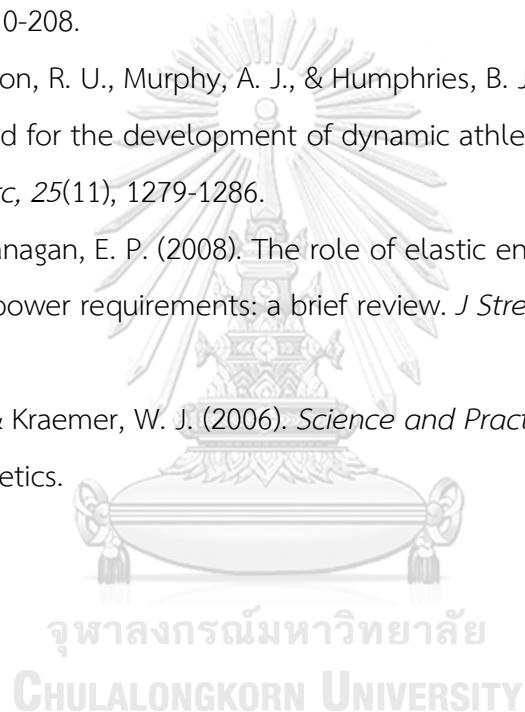 0-208.
on, R. U., Murphy, A. J., & Humphries, B. J
d for the development of dynamic athle
rc, 25(11), 1279-1286.
anagan, E. P. (2008). The role of elastic en
power requirements: a brief review. J Stre
& Kraemer, W. J. (2006). Science and Pract
etics.
จุฬาลงกรณ์มหาวิทยาลัย
CHULALONGKORN UNIVERSITY